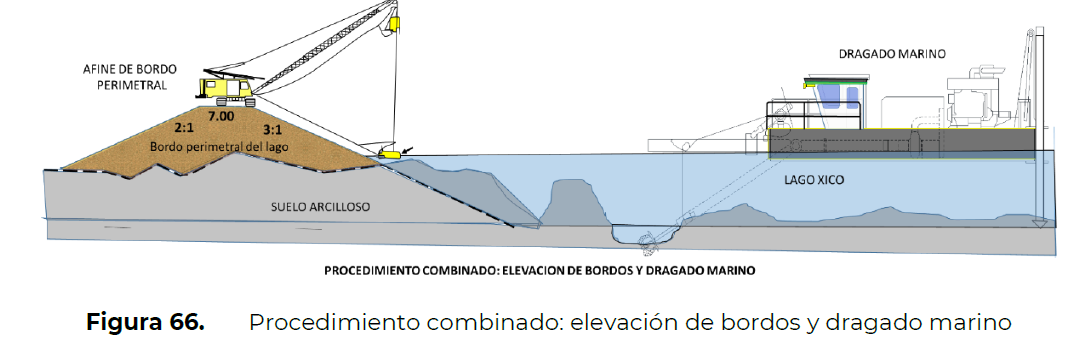 AFINE DE BORDO
PERIMETRAL
DRAGADO MARINO
7.00
2:1
3:1
Bordo perimetral del lago
LAGO XICO
SUELO ARCILLOSO
PROCEDIMIENTO COMBINADO: ELEVACION DE BORDOS Y DRAGADO MARINO
Figura 66. Procedimiento combinado: elevación de bordos y dragado marino